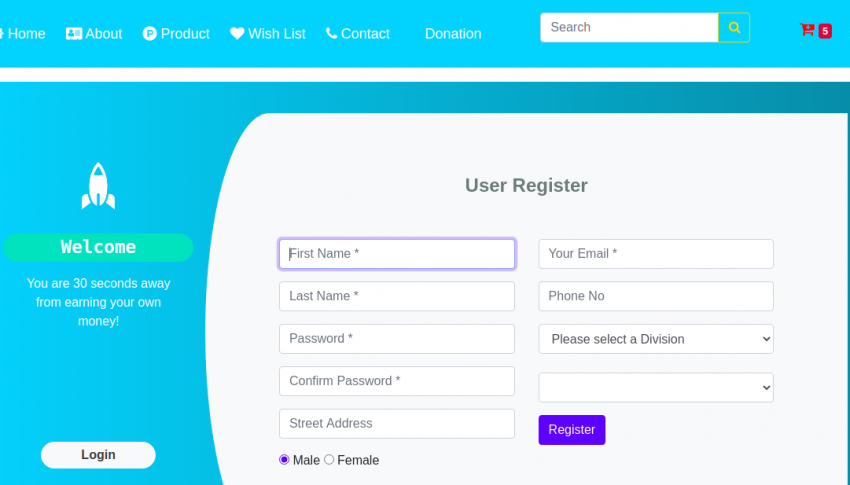 Home About Product Wish List Contact Donation Search 5
User Register
Welcome
You are 30 seconds away
from earning your own
money!
Login
First Name *
Last Name *
Password *
Confirm Password *
Street Address
Male Female
Your Email *
Phone No
Please select a Division
Register